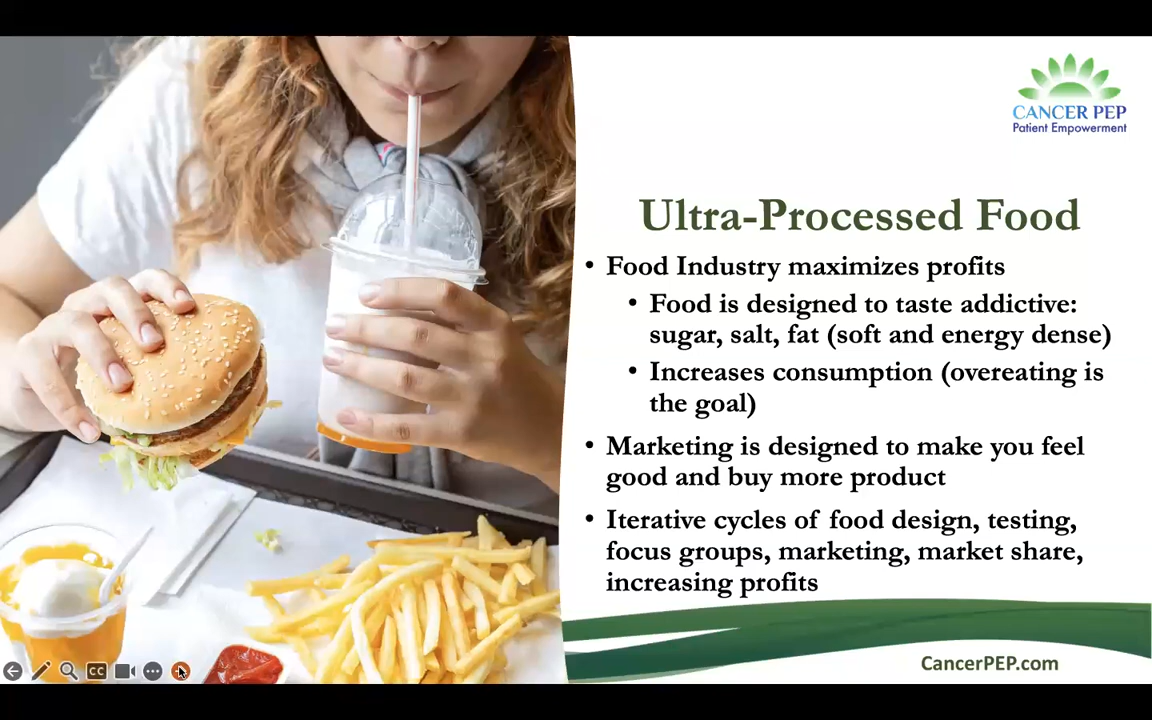 CANCER PEP
Patient Empowerment
Ultra-Processed Food
• Food Industry maximizes profits
• Food is designed to taste addictive:
sugar, salt, fat (soft and energy dense)
• Increases consumption (overeating is
the goal)
• Marketing is designed to make you feel
good and buy more product
• Iterative cycles of food design, testing,
focus groups, marketing, market share,
increasing profits
CC
CancerPEP.com